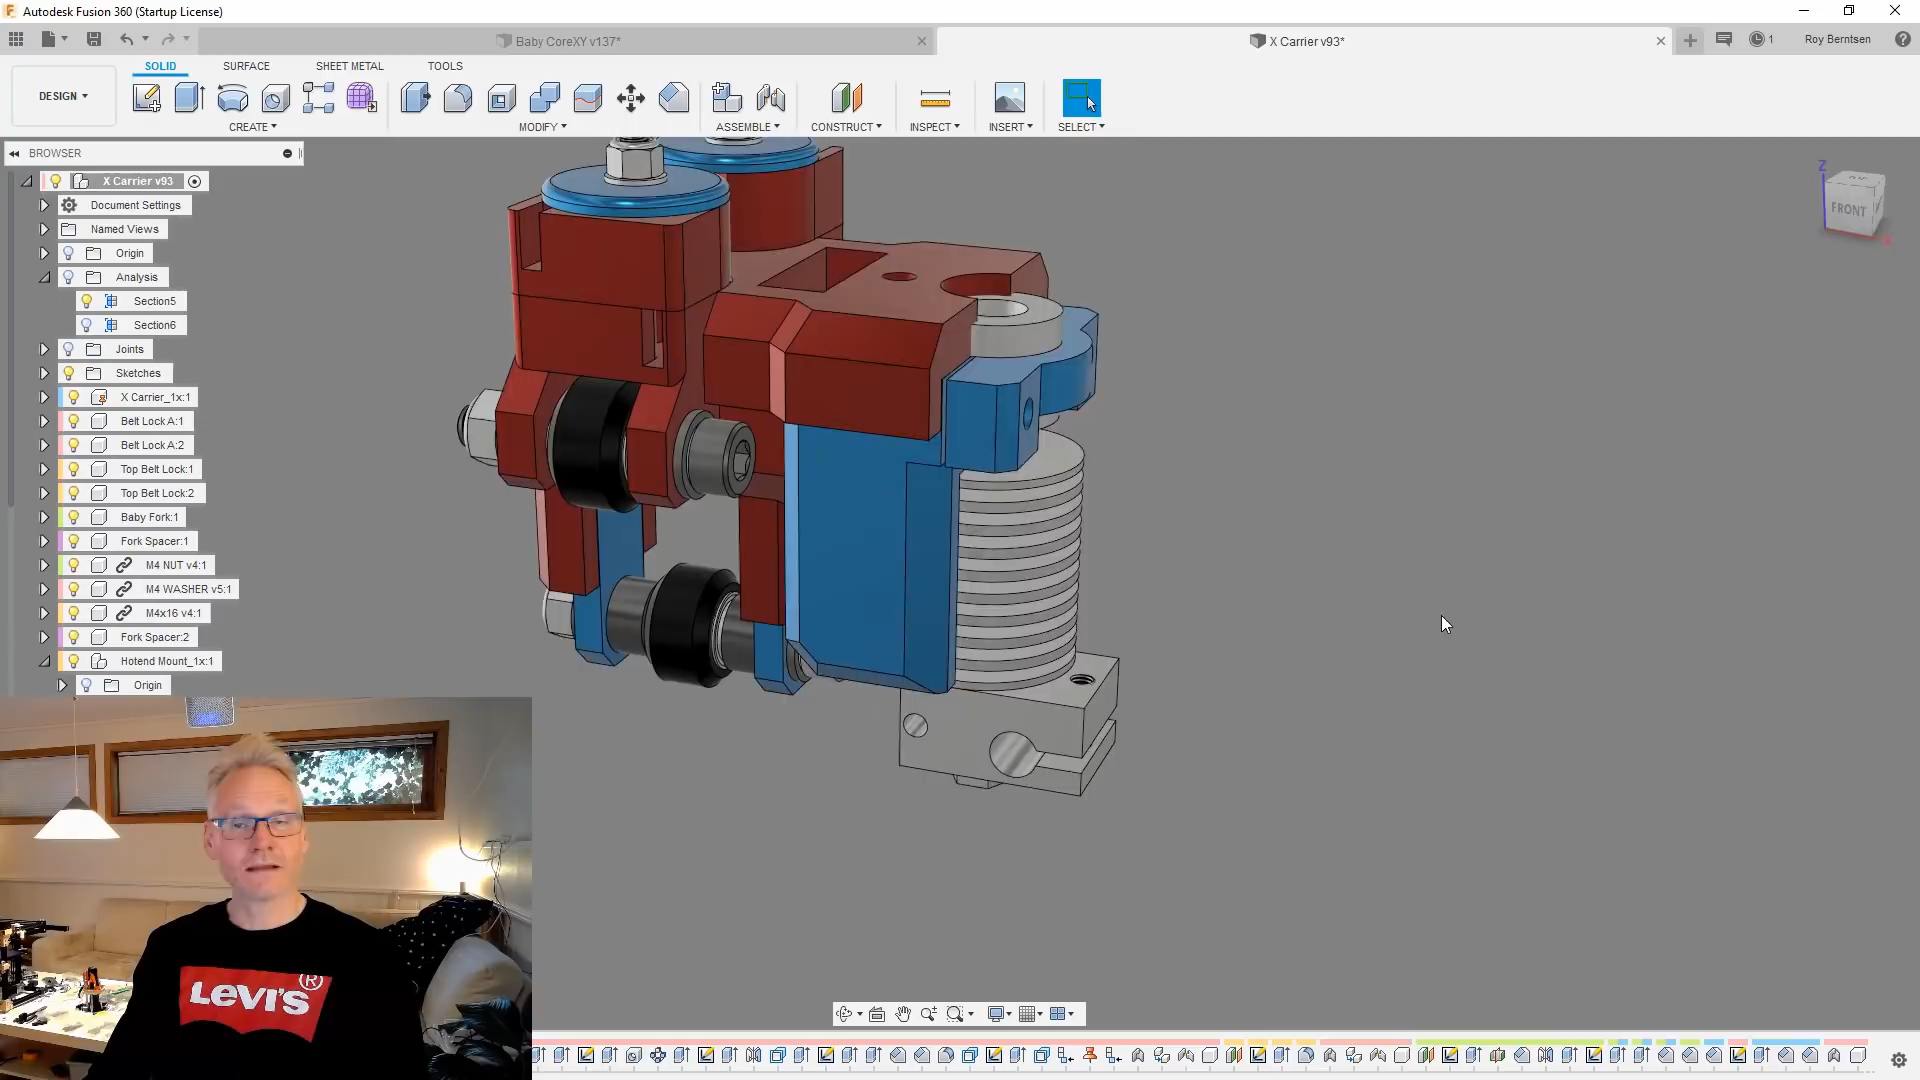 Autodesk Fusion 360 (Startup License)
Baby CoreXY v137*
X Carrier v93*
1
Roy Berntsen
DESIGN
SOLID
SURFACE
SHEET METAL
TOOLS
CREATE
MODIFY
ASSEMBLE
CONSTRUCT
INSPECT
INSERT
SELECT
BROWSER
X Carrier v93
Document Settings
Named Views
Origin
Analysis
Section5
Section6
Joints
Sketches
X Carrier_1x:1
Belt Lock A:1
Belt Lock A:2
Top Belt Lock:1
Top Belt Lock:2
Baby Fork:1
Fork Spacer:1
M4 NUT v4:1
M4 WASHER v5:1
M4x16 v4:1
Fork Spacer:2
Hotend Mount_1x:1
Origin
Z
FRONT
X
LEVI'S
®